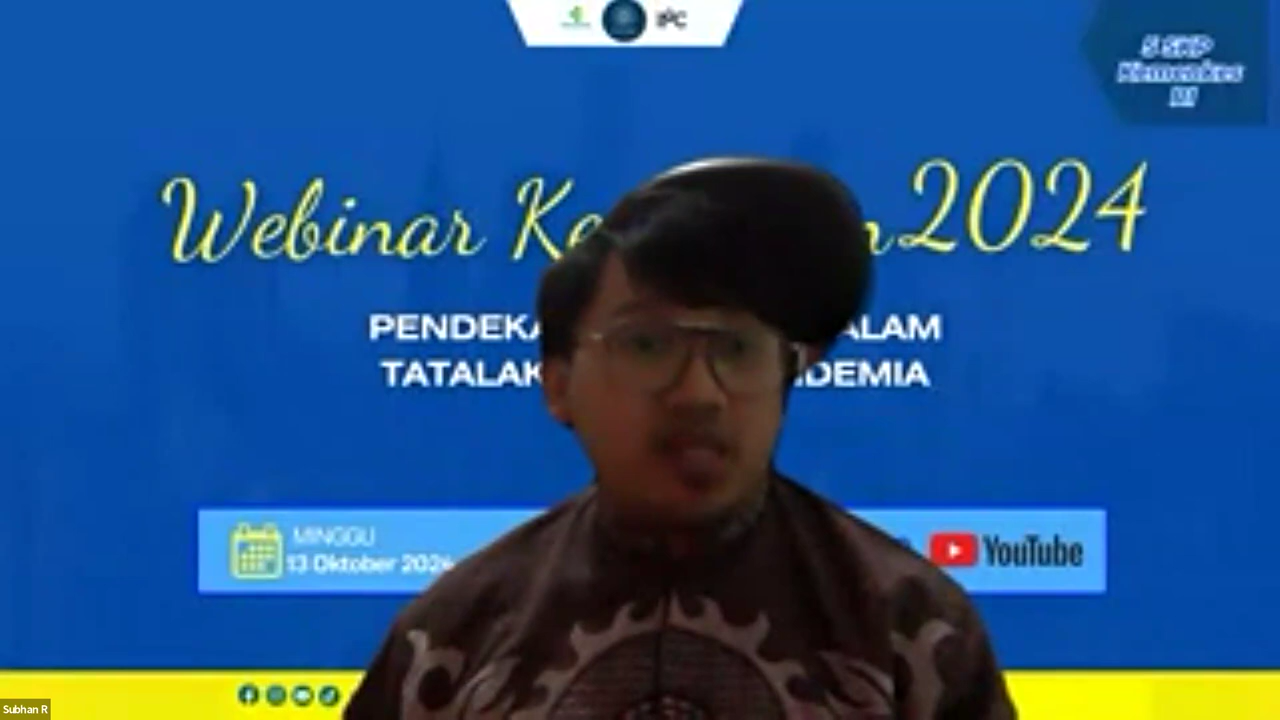 IPC
5 SKP
Kemenkes
RI
Webinar Ke n 2024
PENDEKA ALAM
TATALAK DEMIA
MINGGU
13 Oktober 2024
YouTube
Subhan R